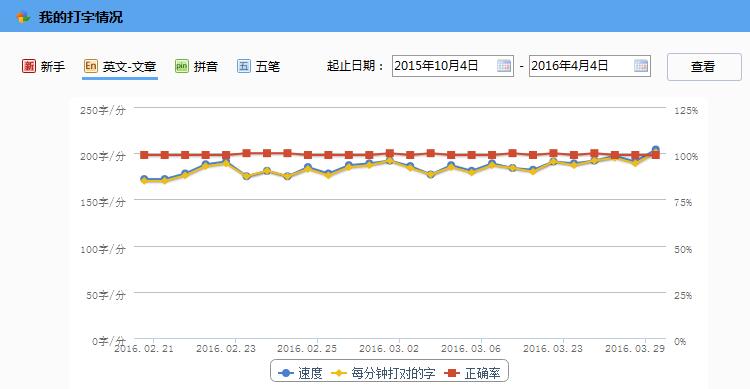 我的打字情况
新手 En 英文-文章 pin 拼音 五 五笔 起止日期： 2015年10月4日 - 2016年4月4日 查看
250字/分 125%
200字/分 100%
150字/分 75%
100字/分 50%
50字/分 25%
0字/分 0%
2016. 02. 21 2016. 02. 23 2016. 02. 25 2016. 03. 02 2016. 03. 06 2016. 03. 23 2016. 03. 29
速度 每分钟打对的字 正确率